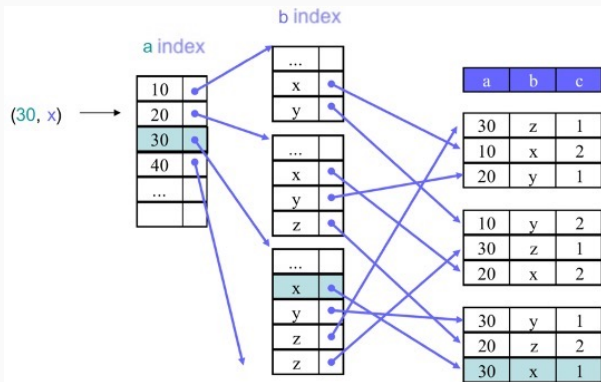 b index
a index
(30, x)
10
20
30
40
...
...
x
y
...
x
y
z
...
x
y
z
z
a b c
30 z 1
10 x 2
20 y 1
10 y 2
30 z 1
20 x 2
30 y 1
20 z 2
30 x 1